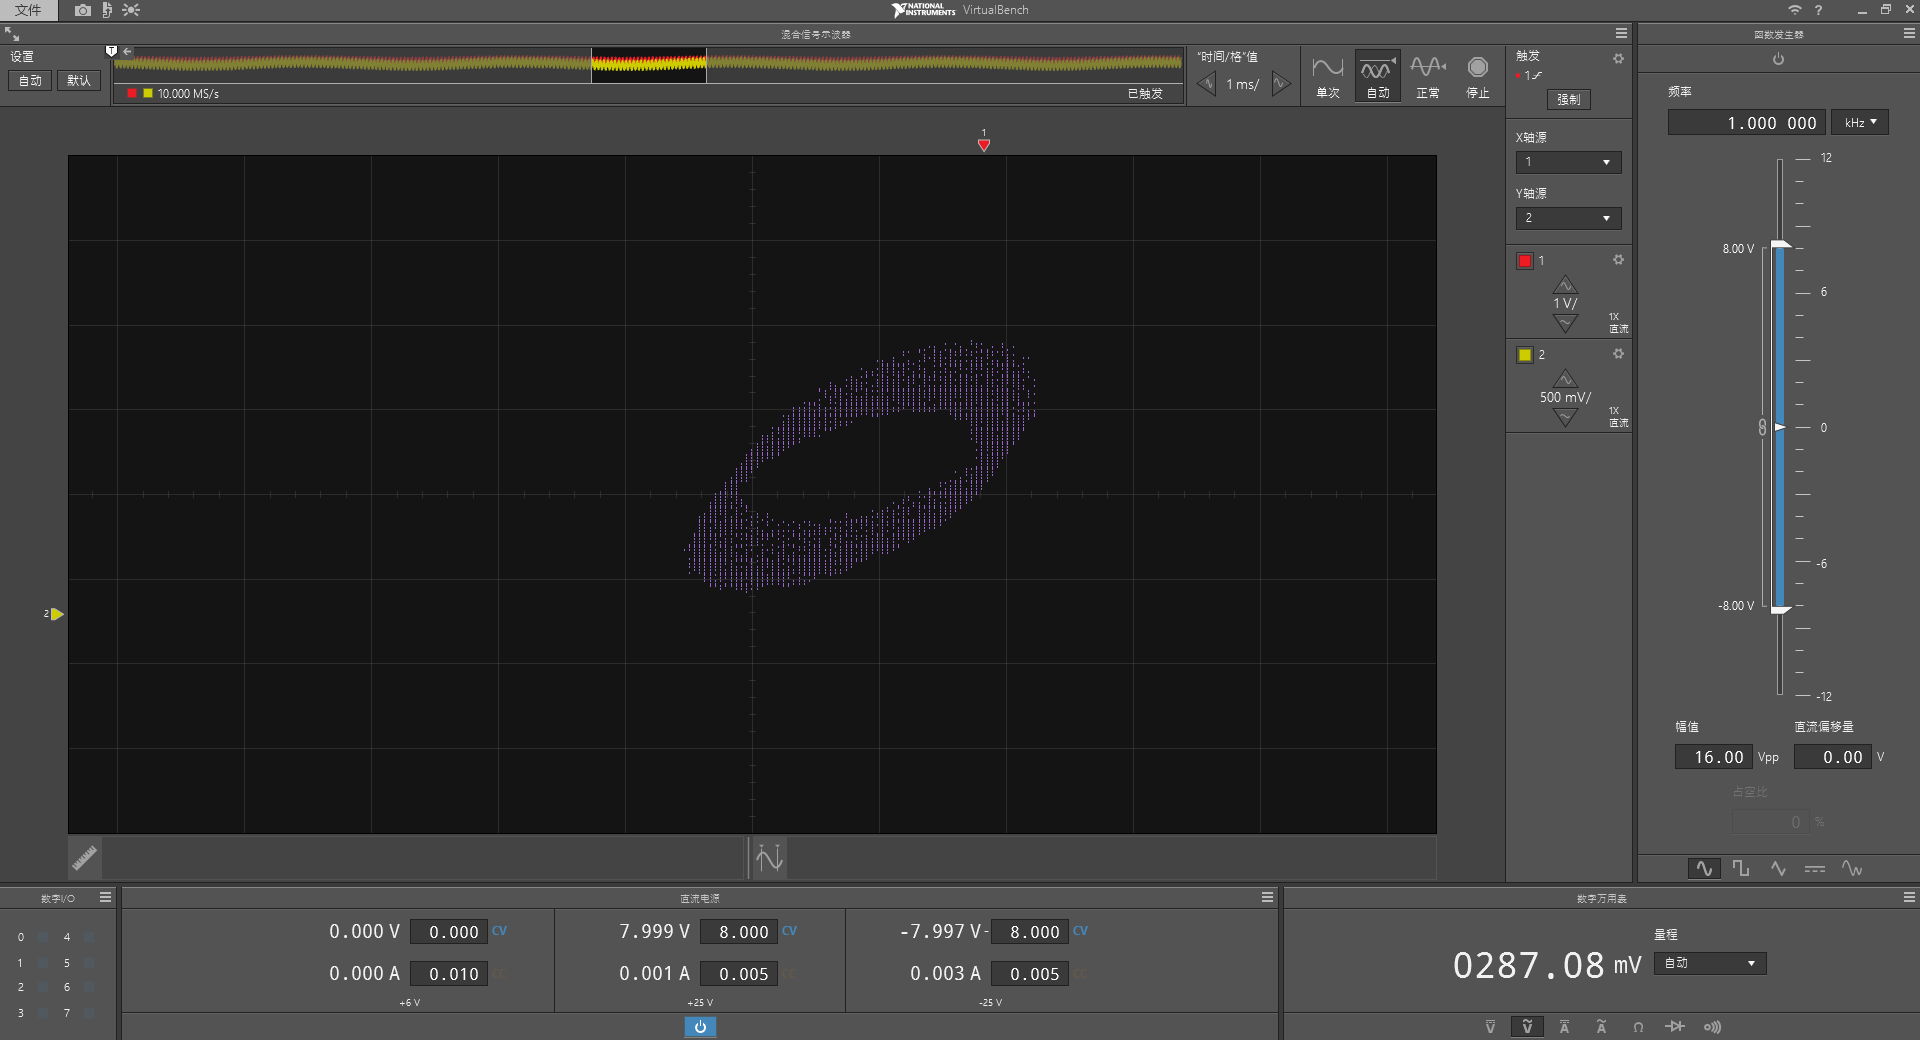 文件
NATIONAL INSTRUMENTS VirtualBench
?
混合信号示波器
函数发生器
设置
自动
默认
T
10.000 MS/s
已触发
"时间/格"值
1 ms/
单次
自动
正常
停止
触发
1
强制
X轴源
1
Y轴源
2
1
1 V/
1X
直流
2
500 mV/
1X
直流
1
2
频率
1.000 000
kHz
12
8.00 V
6
0
-6
-8.00 V
-12
幅值
直流偏移量
16.00 Vpp
0.00 V
占空比
0 %
数字I/O
0 4
1 5
2 6
3 7
直流电源
0.000 V 0.000 CV
0.000 A 0.010 CC
+6 V
7.999 V 8.000 CV
0.001 A 0.005 CC
+25 V
-7.997 V - 8.000 CV
0.003 A 0.005 CC
-25 V
数字万用表
0287.08 mV
量程
自动
V V A A Ω